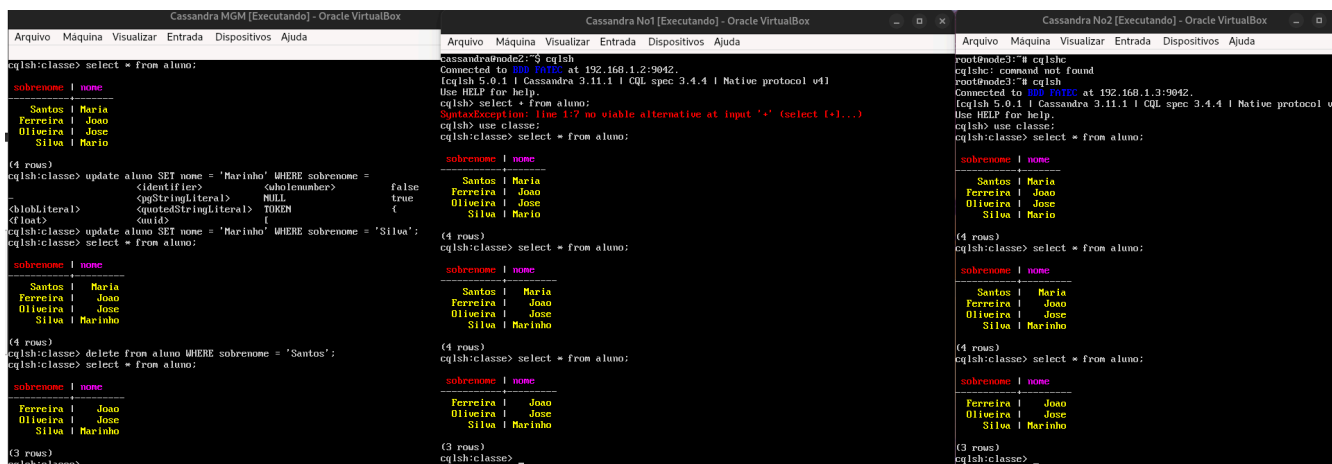 Cassandra MGM [Executando] - Oracle VirtualBox
Arquivo Máquina Visualizar Entrada Dispositivos Ajuda
cqlsh:classe> select * from aluno;
sobrenome | nome
-----------+-------
Santos | Maria
Ferreira | Joao
Oliveira | Jose
Silva | Mario
(4 rows)
cqlsh:classe> update aluno SET nome = 'Marinho' WHERE sobrenome =
<identifier> <wholenumber> false
- <pgStringLiteral> NULL true
<blobLiteral> <quotedStringLiteral> TOKEN {
<float> <uuid> [
cqlsh:classe> update aluno SET nome = 'Marinho' WHERE sobrenome = 'Silva';
cqlsh:classe> select * from aluno;
sobrenome | nome
-----------+---------
Santos | Maria
Ferreira | Joao
Oliveira | Jose
Silva | Marinho
(4 rows)
cqlsh:classe> delete from aluno WHERE sobrenome = 'Santos';
cqlsh:classe> select * from aluno;
sobrenome | nome
-----------+---------
Ferreira | Joao
Oliveira | Jose
Silva | Marinho
(3 rows)
cqlsh:classe>
Cassandra No1 [Executando] - Oracle VirtualBox
Arquivo Máquina Visualizar Entrada Dispositivos Ajuda
cassandra@node2:~$ cqlsh
Connected to BDD FATEC at 192.168.1.2:9042.
[cqlsh 5.0.1 | Cassandra 3.11.1 | CQL spec 3.4.4 | Native protocol v4]
Use HELP for help.
cqlsh> select + from aluno;
SyntaxException: line 1:7 no viable alternative at input '+' (select [+]...)
cqlsh> use classe;
cqlsh:classe> select * from aluno;
sobrenome | nome
-----------+-------
Santos | Maria
Ferreira | Joao
Oliveira | Jose
Silva | Mario
(4 rows)
cqlsh:classe> select * from aluno;
sobrenome | nome
-----------+---------
Santos | Maria
Ferreira | Joao
Oliveira | Jose
Silva | Marinho
(4 rows)
cqlsh:classe> select * from aluno;
sobrenome | nome
-----------+---------
Ferreira | Joao
Oliveira | Jose
Silva | Marinho
(3 rows)
cqlsh:classe> _
Cassandra No2 [Executando] - Oracle VirtualBox
Arquivo Máquina Visualizar Entrada Dispositivos Ajuda
root@node3:~# cqlshc
cqlshc: command not found
root@node3:~# cqlsh
Connected to BDD FATEC at 192.168.1.3:9042.
[cqlsh 5.0.1 | Cassandra 3.11.1 | CQL spec 3.4.4 | Native protocol v
Use HELP for help.
cqlsh> use classe;
cqlsh:classe> select * from aluno;
sobrenome | nome
-----------+-------
Santos | Maria
Ferreira | Joao
Oliveira | Jose
Silva | Mario
(4 rows)
cqlsh:classe> select * from aluno;
sobrenome | nome
-----------+---------
Santos | Maria
Ferreira | Joao
Oliveira | Jose
Silva | Marinho
(4 rows)
cqlsh:classe> select * from aluno;
sobrenome | nome
-----------+---------
Ferreira | Joao
Oliveira | Jose
Silva | Marinho
(3 rows)
cqlsh:classe> _